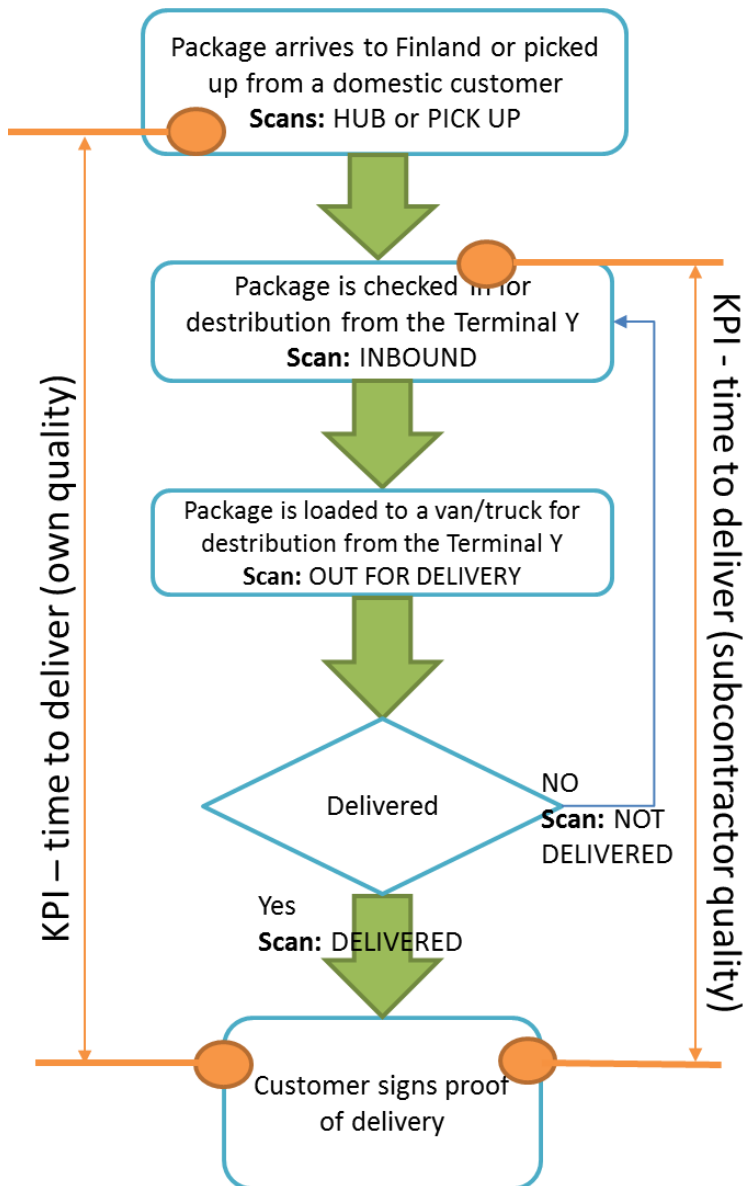 Package arrives to Finland or picked
up from a domestic customer
Scans: HUB or PICK UP
Package is checked in for
destribution from the Terminal Y
Scan: INBOUND
Package is loaded to a van/truck for
destribution from the Terminal Y
Scan: OUT FOR DELIVERY
Delivered
NO
Scan: NOT
DELIVERED
Yes
Scan: DELIVERED
Customer signs proof
of delivery
KPI – time to deliver (own quality)
KPI - time to deliver (subcontractor quality)